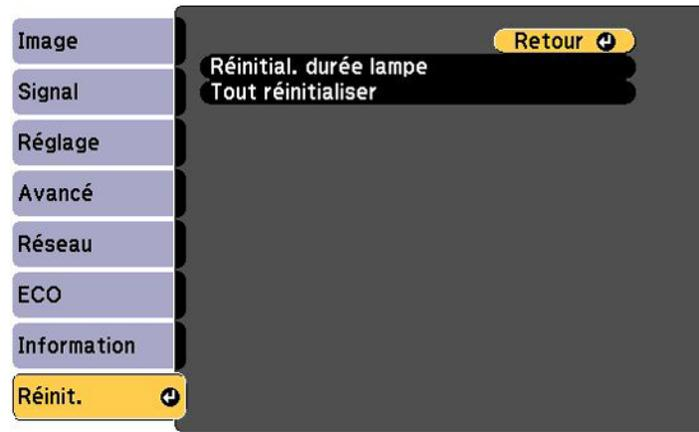 Image
Signal
Réglage
Avancé
Réseau
ECO
Information
Réinit.
Retour
Réinitial. durée lampe
Tout réinitialiser